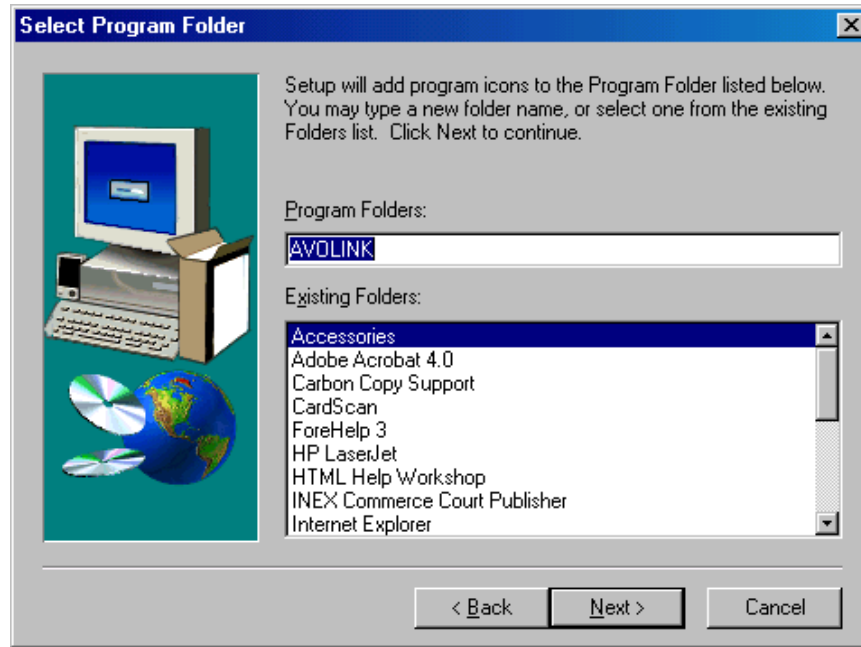 Select Program Folder
Setup will add program icons to the Program Folder listed below.
You may type a new folder name, or select one from the existing
Folders list.  Click Next to continue.
Program Folders:
AVOLINK
Existing Folders:
Accessories
Adobe Acrobat 4.0
Carbon Copy Support
CardScan
ForeHelp 3
HP LaserJet
HTML Help Workshop
INEX Commerce Court Publisher
Internet Explorer
< Back
Next >
Cancel